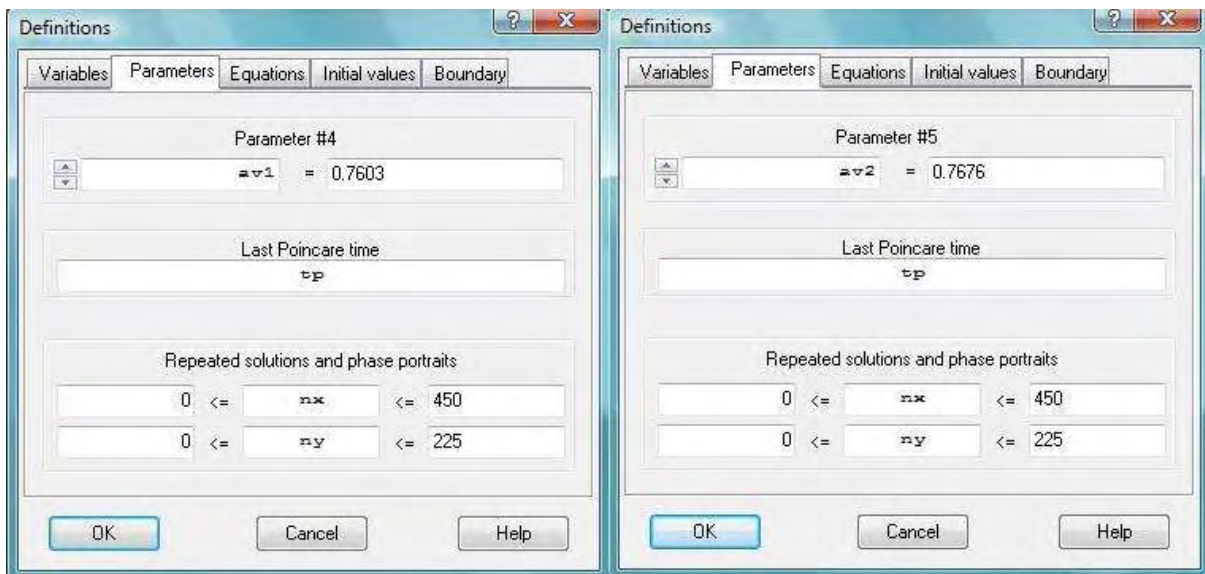 Definitions
Variables Parameters Equations Initial values Boundary
Parameter #4
av1 = 0.7603
Last Poincare time
tp
Repeated solutions and phase portraits
0 <= nx <= 450
0 <= ny <= 225
OK Cancel Help
Definitions
Variables Parameters Equations Initial values Boundary
Parameter #5
av2 = 0.7676
Last Poincare time
tp
Repeated solutions and phase portraits
0 <= nx <= 450
0 <= ny <= 225
OK Cancel Help